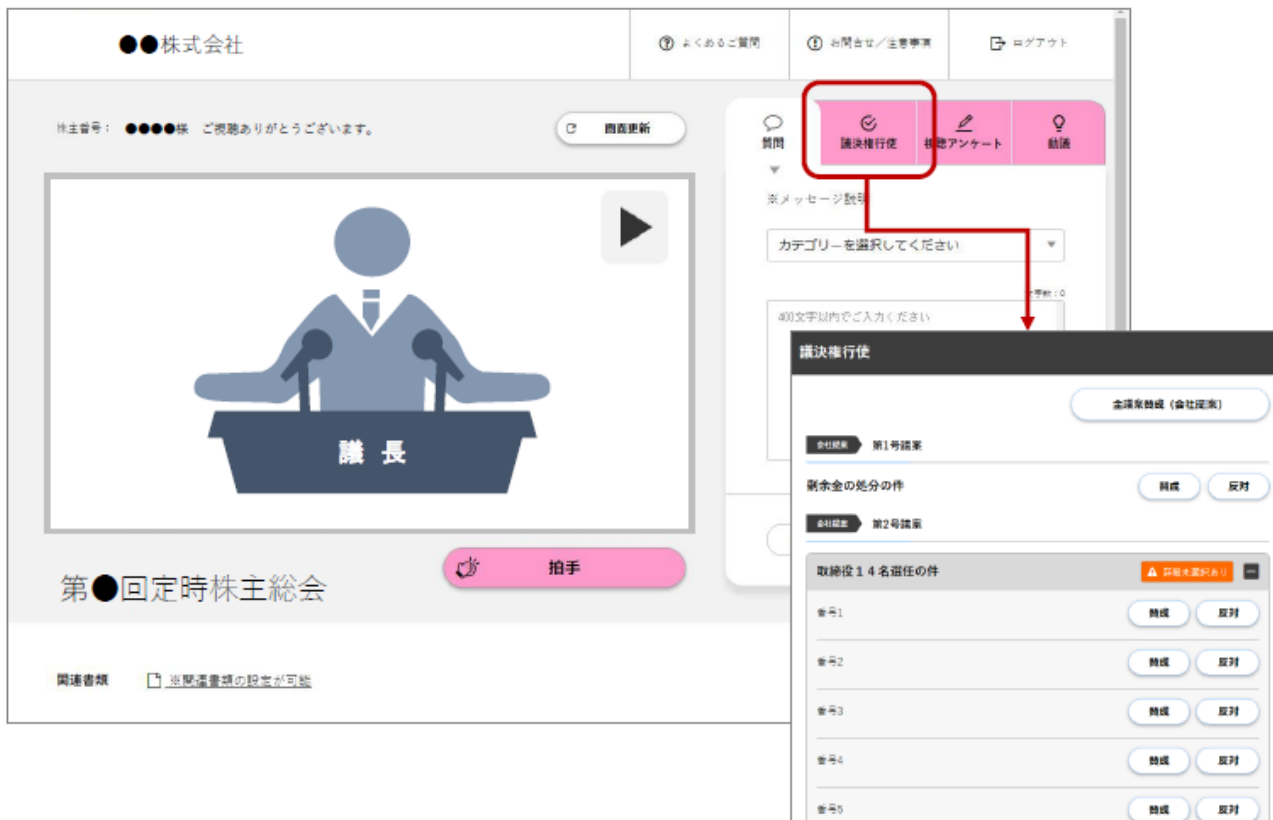 ●●株式会社
よくあるご質問
お問合せ／注意事項
ログアウト
株主番号： ●●●●様 ご視聴ありがとうございます。
画面更新
質問
議決権行使
視聴アンケート
動議
※メッセージ説明
カテゴリーを選択してください
文字数：0
400文字以内でご入力ください
議長
拍手
第●回定時株主総会
関連書類
※関連書類の設定が可能
議決権行使
全議案賛成（会社提案）
会社提案 第1号議案
剰余金の処分の件
賛成 反対
会社提案 第2号議案
取締役１４名選任の件
詳細未選択あり
番号1 賛成 反対
番号2 賛成 反対
番号3 賛成 反対
番号4 賛成 反対
番号5 賛成 反対